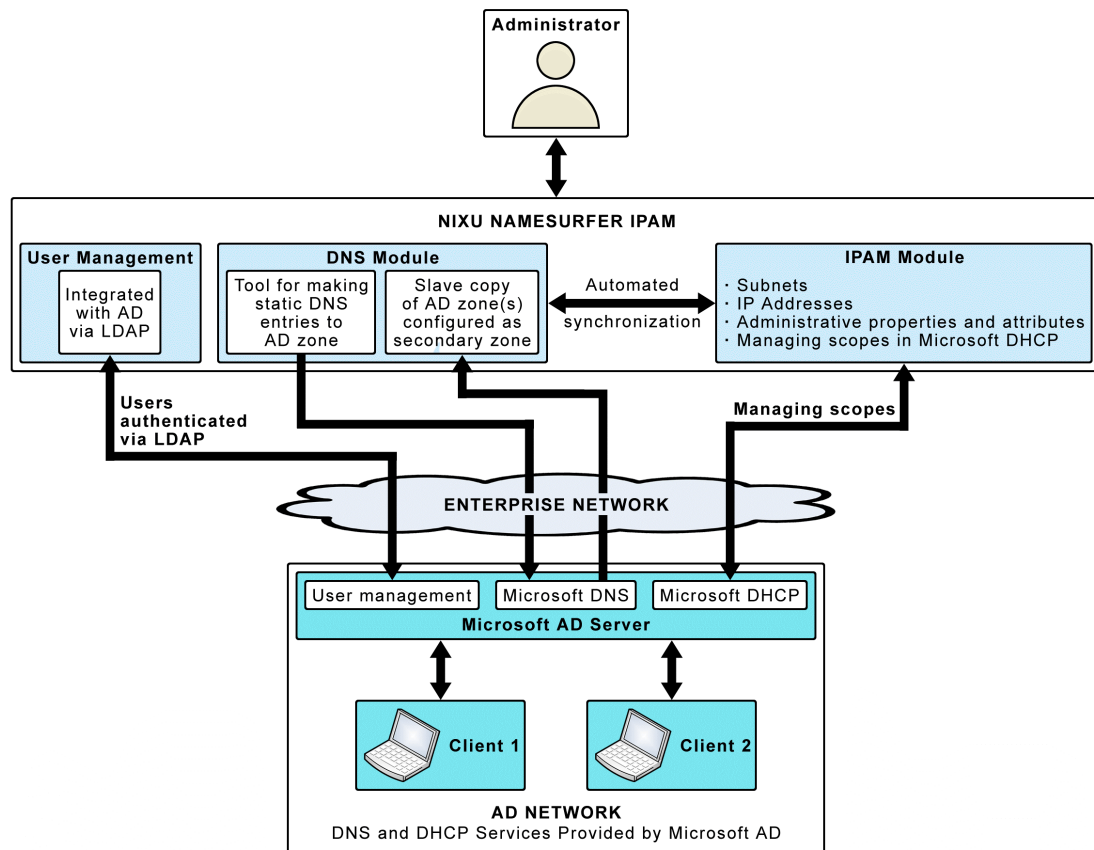 Administrator
NIXU NAMESURFER IPAM
User Management
Integrated
with AD
via LDAP
DNS Module
Tool for making
static DNS
entries to
AD zone
Slave copy
of AD zone(s)
configured as
secondary zone
Automated
synchronization
IPAM Module
· Subnets
· IP Addresses
· Administrative properties and attributes
· Managing scopes in Microsoft DHCP
Users
authenticated
via LDAP
Managing scopes
ENTERPRISE NETWORK
User management
Microsoft DNS
Microsoft DHCP
Microsoft AD Server
Client 1
Client 2
AD NETWORK
DNS and DHCP Services Provided by Microsoft AD